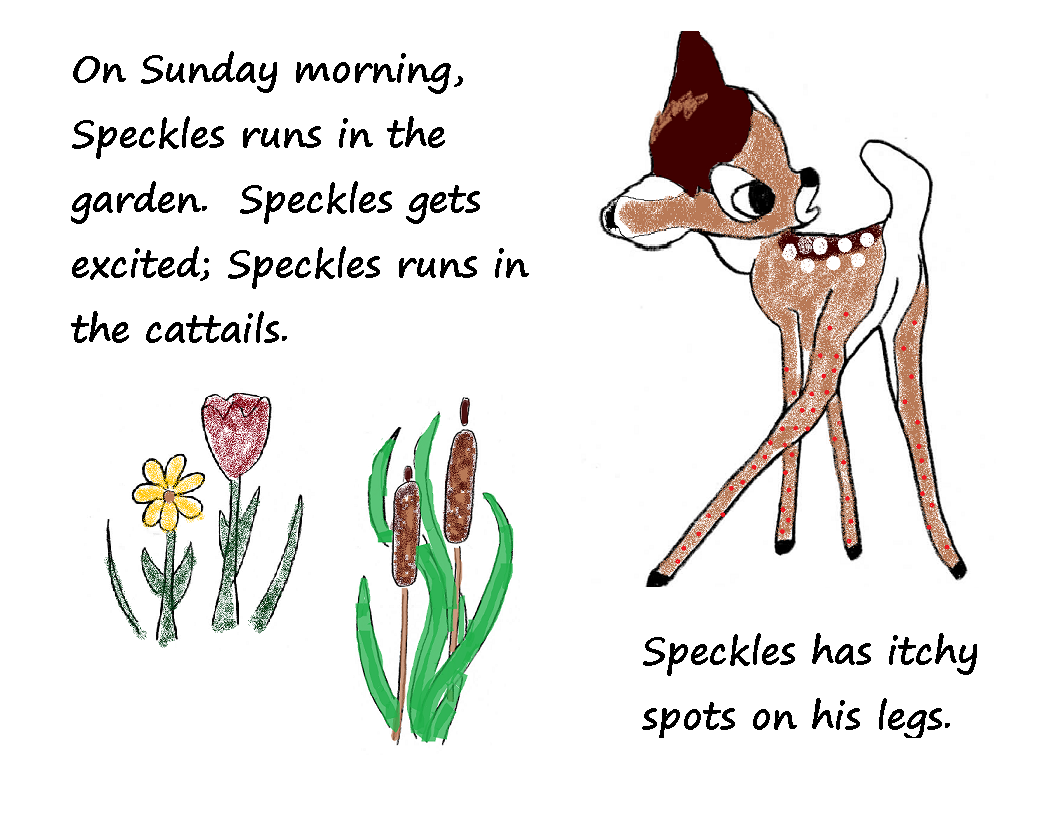 On Sunday morning,
Speckles runs in the
garden.  Speckles gets
excited; Speckles runs in
the cattails.
Speckles has itchy
spots on his legs.